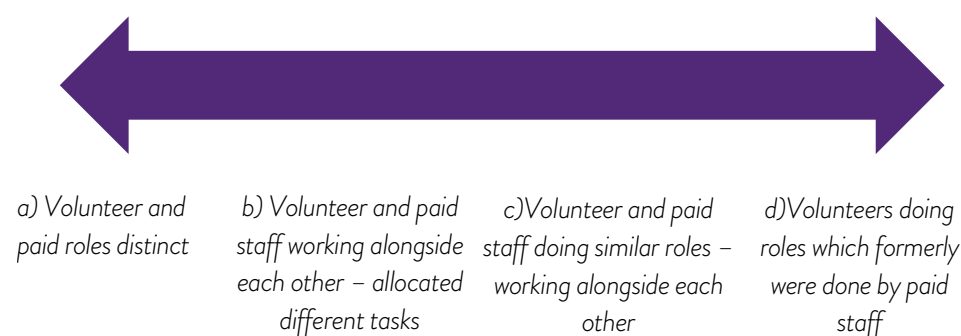 a) Volunteer and
paid roles distinct
b) Volunteer and paid
staff working alongside
each other – allocated
different tasks
c)Volunteer and paid
staff doing similar roles –
working alongside each
other
d)Volunteers doing
roles which formerly
were done by paid
staff